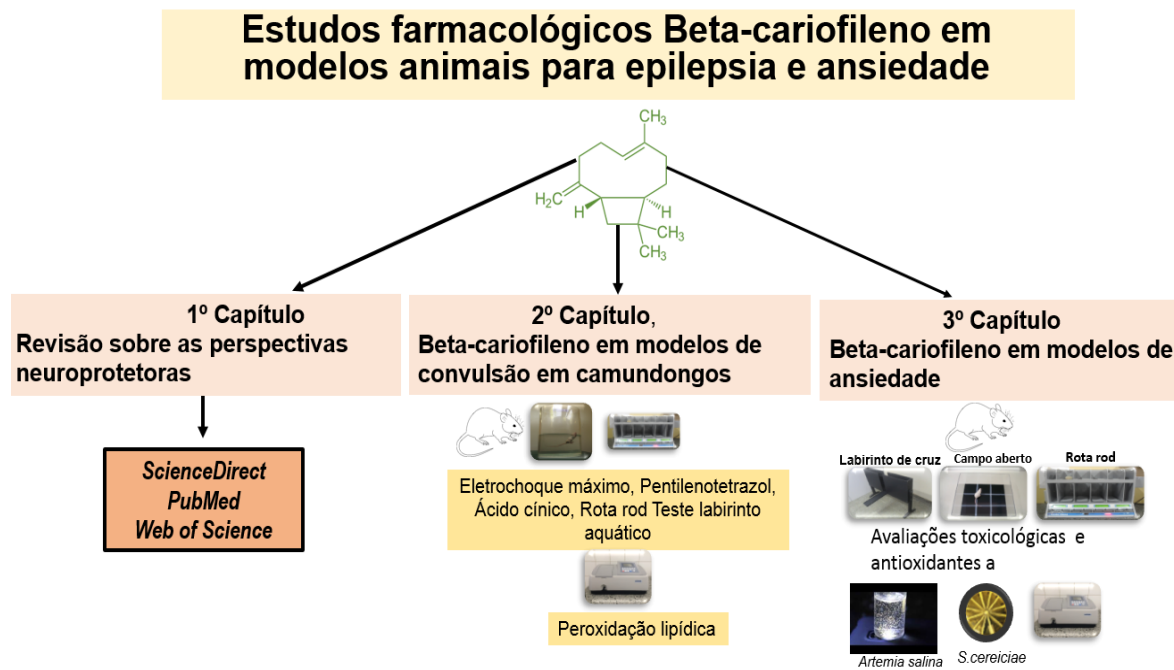 Estudos farmacológicos Beta-cariofileno em
modelos animais para epilepsia e ansiedade
CH₃
H₂C
H
H
CH₃
CH₃
1º Capítulo
Revisão sobre as perspectivas
neuroprotetoras
ScienceDirect
PubMed
Web of Science
2º Capítulo,
Beta-cariofileno em modelos de
convulsão em camundongos
Eletrochoque máximo, Pentilenotetrazol,
Ácido cínico, Rota rod Teste labirinto
aquático
Peroxidação lipídica
3º Capítulo
Beta-cariofileno em modelos de
ansiedade
Labirinto de cruz
Campo aberto
Rota rod
Avaliações toxicológicas e
antioxidantes a
Artemia salina
S.cereiciae